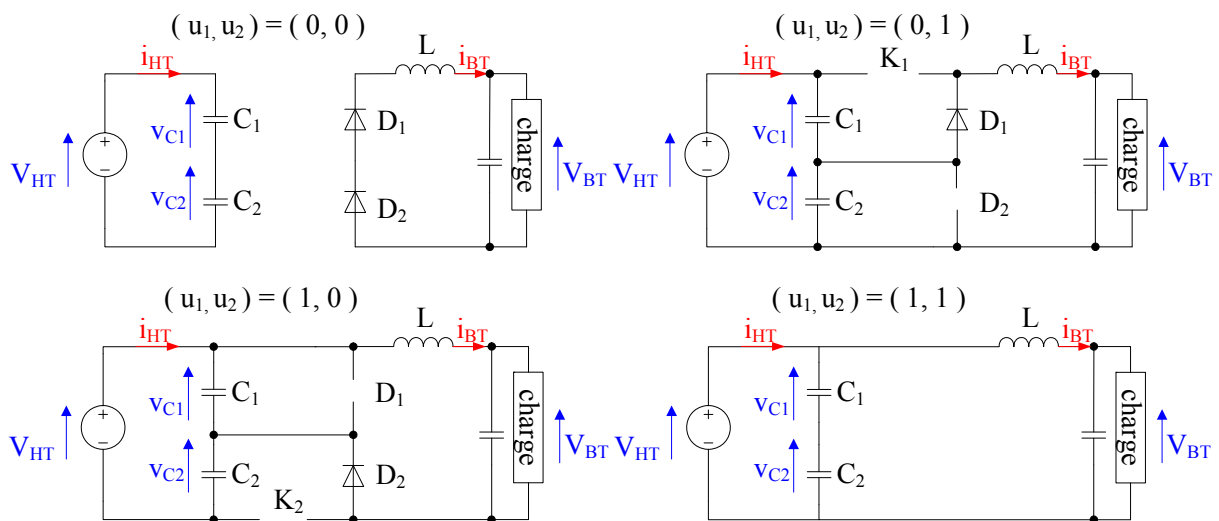 ( u1, u2 ) = ( 0, 0 )
iHT
L
iBT
vC1
C1
D1
VHT
+
−
charge
VBT
vC2
C2
D2
( u1, u2 ) = ( 0, 1 )
iHT
K1
L
iBT
vC1
C1
D1
VHT
+
−
charge
VBT
vC2
C2
D2
( u1, u2 ) = ( 1, 0 )
iHT
L
iBT
vC1
C1
D1
VHT
+
−
charge
VBT
vC2
C2
D2
K2
( u1, u2 ) = ( 1, 1 )
iHT
L
iBT
vC1
C1
VHT
+
−
charge
VBT
vC2
C2